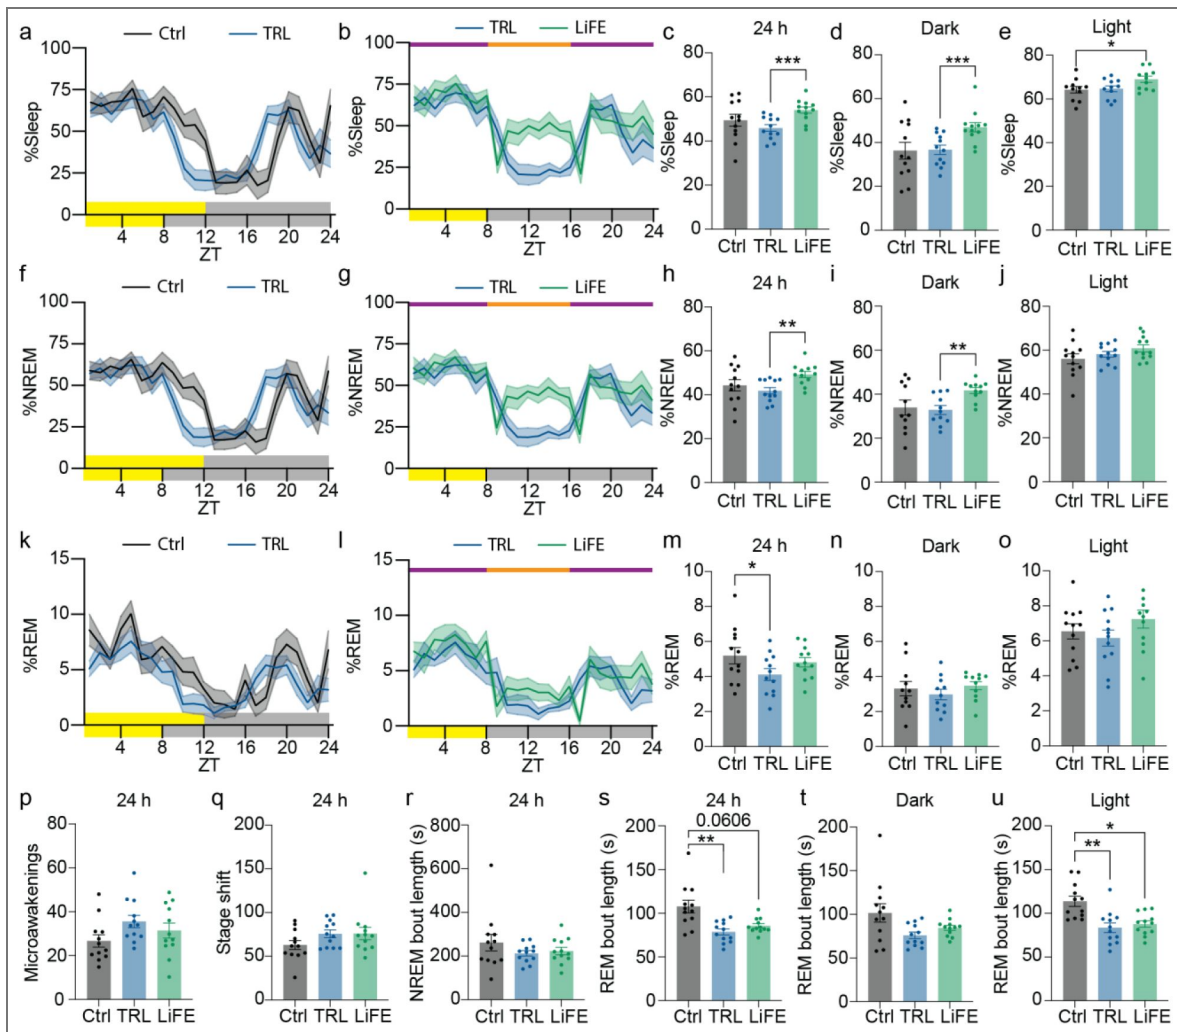 a Ctrl TRL
%Sleep
100
75
50
25
0
4 8 12 16 20 24
ZT
b TRL LiFE
%Sleep
100
75
50
25
0
4 8 12 16 20 24
ZT
c 24 h
%Sleep
80
60
40
20
0
***
Ctrl TRL LiFE
d Dark
%Sleep
80
60
40
20
0
***
Ctrl TRL LiFE
e Light
%Sleep
80
60
40
20
0
*
Ctrl TRL LiFE
f Ctrl TRL
%NREM
100
75
50
25
0
4 8 12 16 20 24
ZT
g TRL LiFE
%NREM
100
75
50
25
0
4 8 12 16 20 24
ZT
h 24 h
%NREM
80
60
40
20
0
**
Ctrl TRL LiFE
i Dark
%NREM
60
40
20
0
**
Ctrl TRL LiFE
j Light
%NREM
80
60
40
20
0
Ctrl TRL LiFE
k Ctrl TRL
%REM
15
10
5
0
4 8 12 16 20 24
ZT
l TRL LiFE
%REM
15
10
5
0
4 8 12 16 20 24
ZT
m 24 h
%REM
10
8
6
4
2
0
*
Ctrl TRL LiFE
n Dark
%REM
10
8
6
4
2
0
Ctrl TRL LiFE
o Light
%REM
10
8
6
4
2
0
Ctrl TRL LiFE
p 24 h
Microawakenings
80
60
40
20
0
Ctrl TRL LiFE
q 24 h
Stage shift
200
150
100
50
0
Ctrl TRL LiFE
r 24 h
NREM bout length (s)
800
600
400
200
0
Ctrl TRL LiFE
s 24 h
REM bout length (s)
200
150
100
50
0
0.0606
**
Ctrl TRL LiFE
t Dark
REM bout length (s)
200
150
100
50
0
Ctrl TRL LiFE
u Light
REM bout length (s)
200
150
100
50
0
*
**
Ctrl TRL LiFE